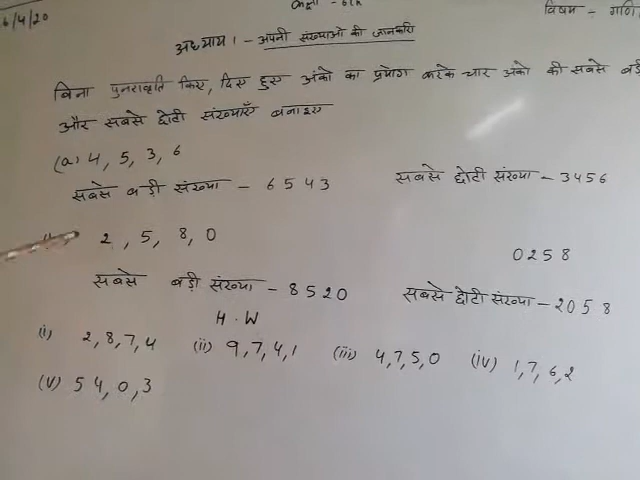 6/4/20 कक्षा - 6th विषय - गणि
अध्याय 1 - अपनी संख्याओ की जानकारी
बिना पुनरावृति किए, दिए हुए अंको का प्रयोग करके चार अंको की सबसे बड़ी
और सबसे छोटी संख्याएँ बनाइए
(a) 4, 5, 3, 6
सबसे बड़ी संख्या - 6543 सबसे छोटी संख्या - 3456
2, 5, 8, 0
0258
सबसे बड़ी संख्या - 8520 सबसे छोटी संख्या - 2058
H.W
(i) 2,8,7,4 (ii) 9,7,4,1 (iii) 4,7,5,0 (iv) 1,7,6,2
(v) 5 4,0,3